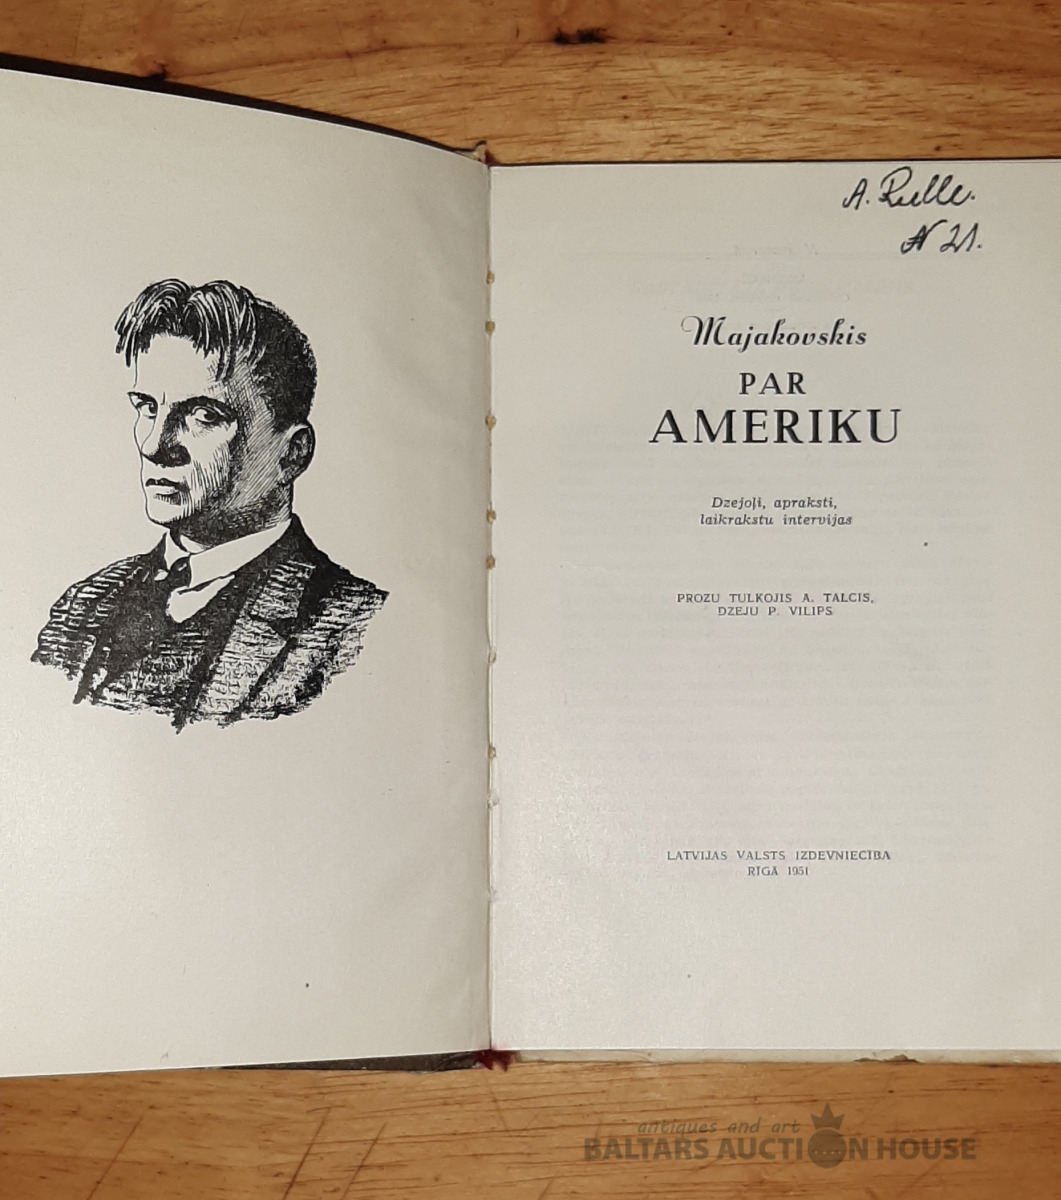 A. Rulle.
N 21.
Majakovskis
PAR
AMERIKU
Dzejoļi, apraksti,
laikrakstu intervijas
PROZU TULKOJIS A. TALCIS,
DZEJU P. VILIPS
LATVIJAS VALSTS IZDEVNIECĪBA
RĪGĀ 1951
antiques and art
BALTARS AUCTION HOUSE